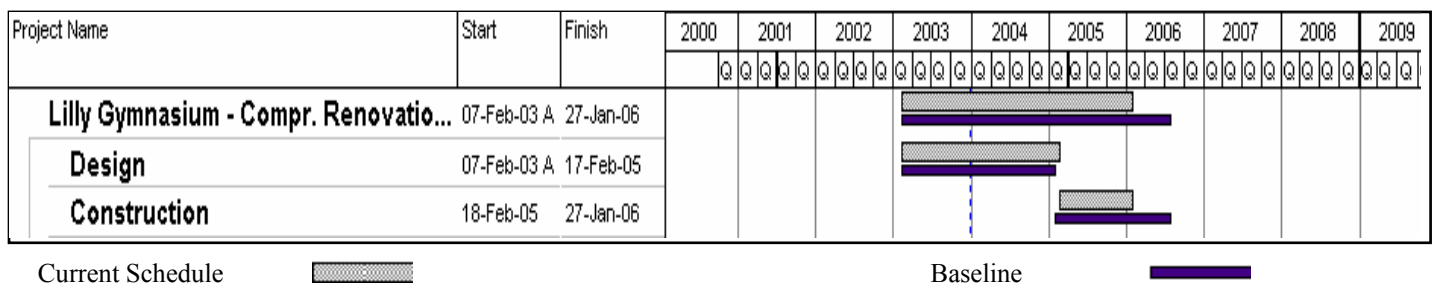 Project Name Start Finish 2000 2001 2002 2003 2004 2005 2006 2007 2008 2009
Q Q Q Q Q Q Q Q Q Q Q Q Q Q Q Q Q Q Q Q Q Q Q Q Q Q Q Q Q Q Q Q Q Q Q Q
Lilly Gymnasium - Compr. Renovatio... 07-Feb-03 A 27-Jan-06
Design 07-Feb-03 A 17-Feb-05
Construction 18-Feb-05 27-Jan-06
Current Schedule Baseline